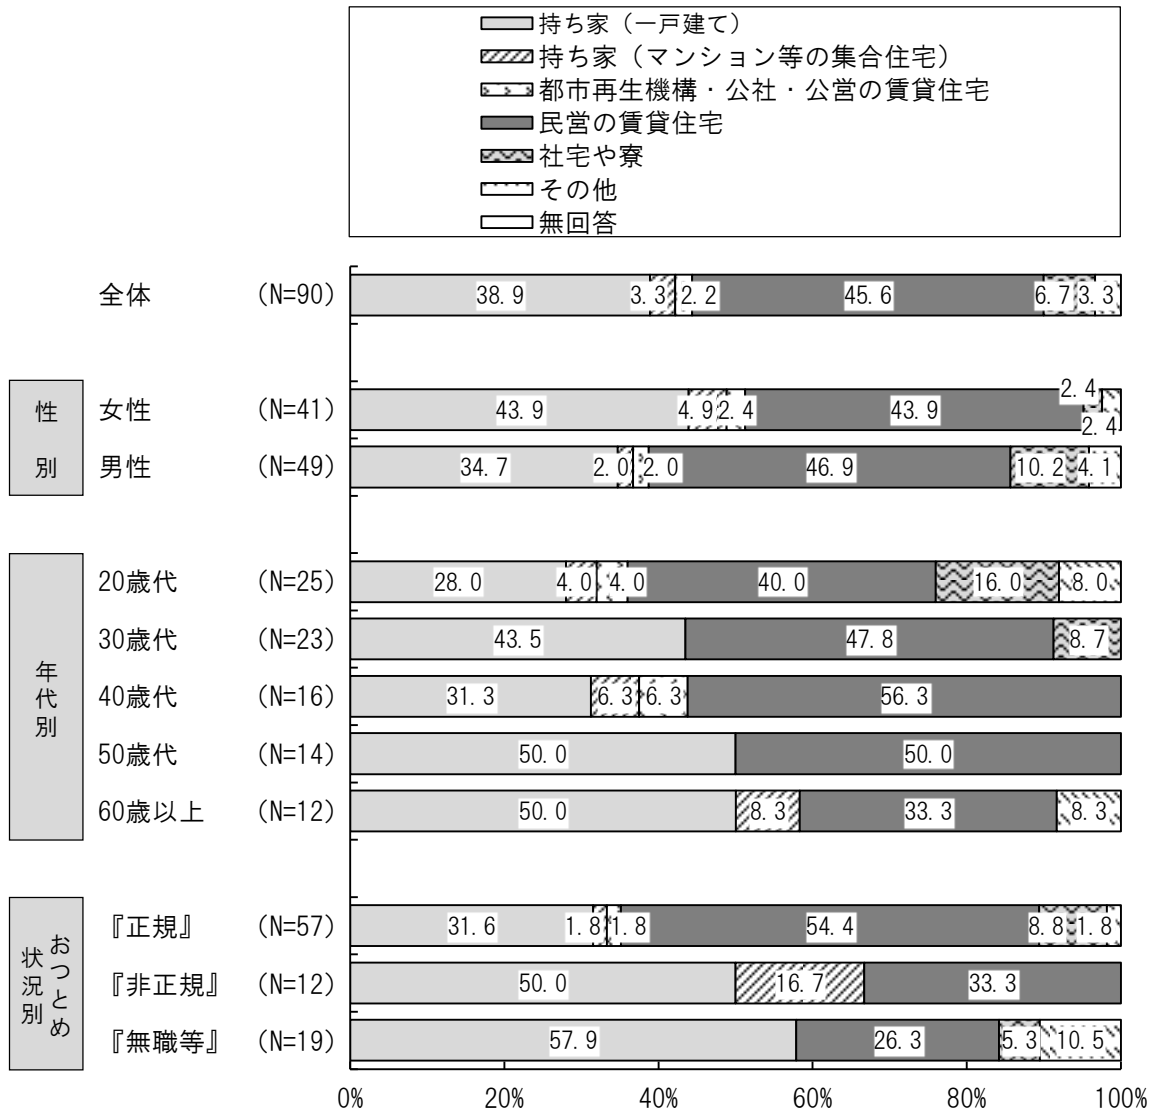 持ち家（一戸建て）
持ち家（マンション等の集合住宅）
都市再生機構・公社・公営の賃貸住宅
民営の賃貸住宅
社宅や寮
その他
無回答
全体 (N=90) 38.9 3.3 2.2 45.6 6.7 3.3
性別
女性 (N=41) 43.9 4.9 2.4 43.9 2.4 2.4
男性 (N=49) 34.7 2.0 2.0 46.9 10.2 4.1
年代別
20歳代 (N=25) 28.0 4.0 4.0 40.0 16.0 8.0
30歳代 (N=23) 43.5 47.8 8.7
40歳代 (N=16) 31.3 6.3 6.3 56.3
50歳代 (N=14) 50.0 50.0
60歳以上 (N=12) 50.0 8.3 33.3 8.3
おつとめ
状況別
『正規』 (N=57) 31.6 1.8 1.8 54.4 8.8 1.8
『非正規』 (N=12) 50.0 16.7 33.3
『無職等』 (N=19) 57.9 26.3 5.3 10.5
0% 20% 40% 60% 80% 100%